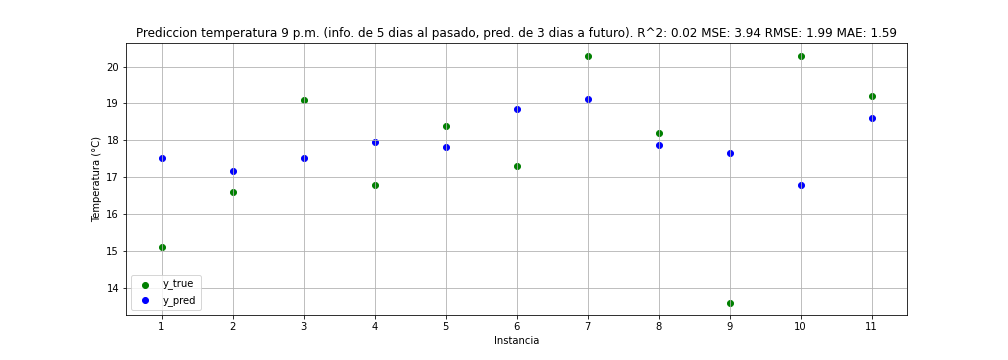 Prediccion temperatura 9 p.m. (info. de 5 dias al pasado, pred. de 3 dias a futuro). R^2: 0.02 MSE: 3.94 RMSE: 1.99 MAE: 1.59
Temperatura (°C)
20
19
18
17
16
15
14
y_true
y_pred
1 2 3 4 5 6 7 8 9 10 11
Instancia